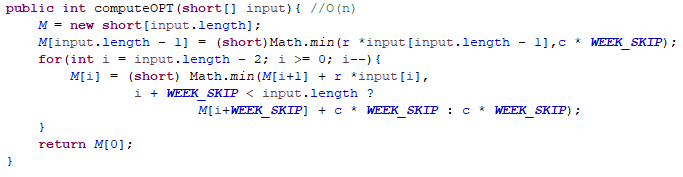 public int computeOPT(short[] input){ //O(n)
M = new short[input.length];
M[input.length - 1] = (short)Math.min(r *input[input.length - 1],c * WEEK_SKIP);
for(int i = input.length - 2; i >= 0; i--){
M[i] = (short) Math.min(M[i+1] + r *input[i],
i + WEEK_SKIP < input.length ?
M[i+WEEK_SKIP] + c * WEEK_SKIP : c * WEEK_SKIP);
}
return M[0];
}